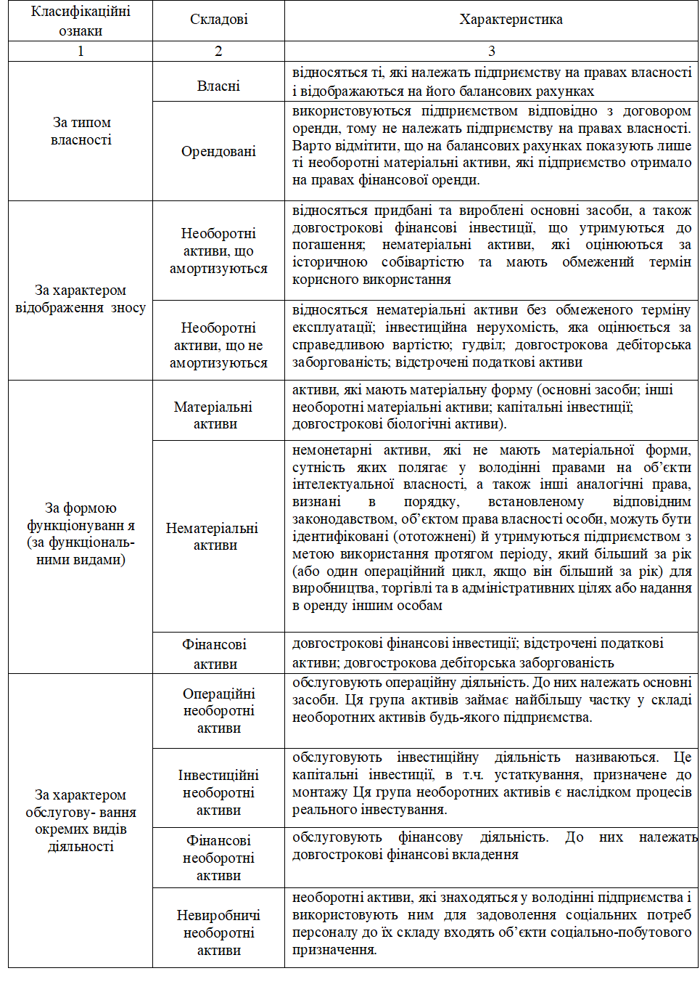 Класифікаційні
ознаки
Складові
Характеристика
1
2
3
За типом
власності
Власні
відносяться ті, які належать підприємству на правах власності
і відображаються на його балансових рахунках
Орендовані
використовуються підприємством відповідно з договором
оренди, тому не належать підприємству на правах власності.
Варто відмітити, що на балансових рахунках показують лише
ті необоротні матеріальні активи, які підприємство отримало
на правах фінансової оренди.
За характером
відображення зносу
Необоротні
активи, що
амортизуються
відносяться придбані та вироблені основні засоби, а також
довгострокові фінансові інвестиції, що утримуються до
погашення; нематеріальні активи, які оцінюються за
історичною собівартістю та мають обмежений термін
корисного використання
Необоротні
активи, що не
амортизуються
відносяться нематеріальні активи без обмеженого терміну
експлуатації; інвестиційна нерухомість, яка оцінюється за
справедливою вартістю; гудвіл; довгострокова дебіторська
заборгованість; відстрочені податкові активи
За формою
функціонуванн я
(за функціональ-
ними видами)
Матеріальні
активи
активи, які мають матеріальну форму (основні засоби; інші
необоротні матеріальні активи; капітальні інвестиції;
довгострокові біологічні активи).
Нематеріальні
активи
немонетарні активи, які не мають матеріальної форми,
сутність яких полягає у володінні правами на об’єкти
інтелектуальної власності, а також інші аналогічні права,
визнані в порядку, встановленому відповідним
законодавством, об’єктом права власності особи, можуть бути
ідентифіковані (ототожнені) й утримуються підприємством з
метою використання протягом періоду, який більший за рік
(або один операційний цикл, якщо він більший за рік) для
виробництва, торгівлі та в адміністративних цілях або надання
в оренду іншим особам
Фінансові
активи
довгострокові фінансові інвестиції; відстрочені податкові
активи; довгострокова дебіторська заборгованість
За характером
обслугову- вання
окремих видів
діяльності
Операційні
необоротні
активи
обслуговують операційну діяльність. До них належать основні
засоби. Ця група активів займає найбільшу частку у складі
необоротних активів будь-якого підприємства.
Інвестиційні
необоротні
активи
обслуговують інвестиційну діяльність називаються. Це
капітальні інвестиції, в т.ч. устаткування, призначене до
монтажу Ця група необоротних активів є наслідком процесів
реального інвестування.
Фінансові
необоротні
активи
обслуговують фінансову діяльність. До них належать
довгострокові фінансові вкладення
Невиробничі
необоротні
активи
необоротні активи, які знаходяться у володінні підприємства і
використовують ним для задоволення соціальних потреб
персоналу до їх складу входять об’єкти соціально-побутового
призначення.